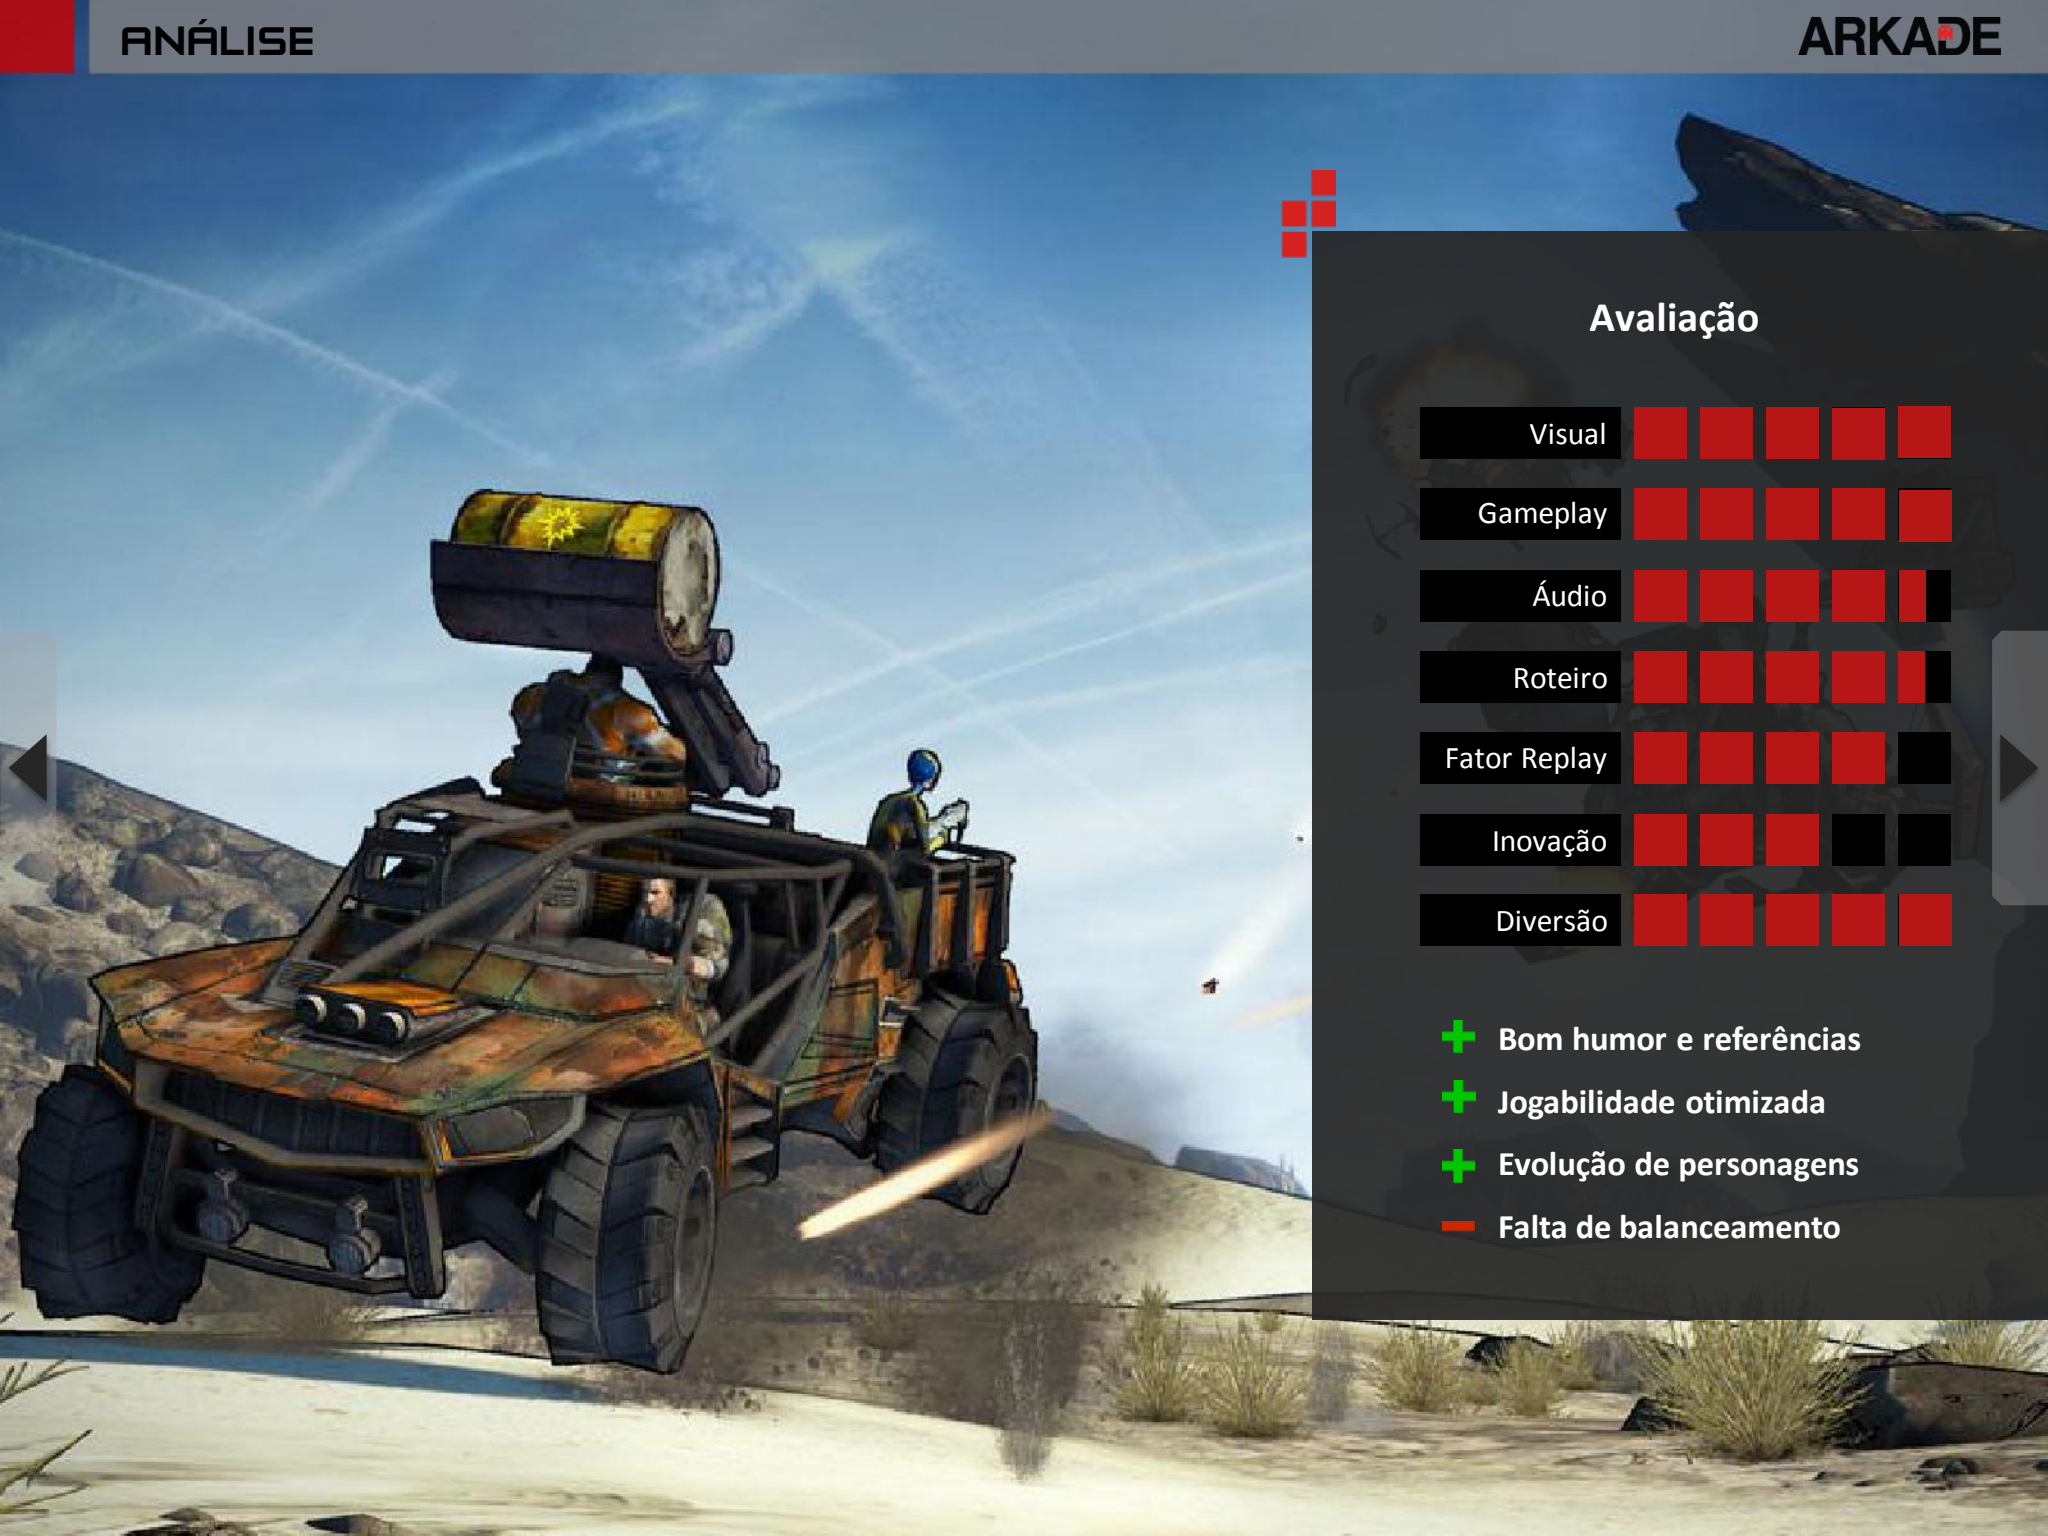 ANÁLISE
ARKADE
Avaliação
Visual
Gameplay
Áudio
Roteiro
Fator Replay
Inovação
Diversão
Bom humor e referências
Jogabilidade otimizada
Evolução de personagens
Falta de balanceamento